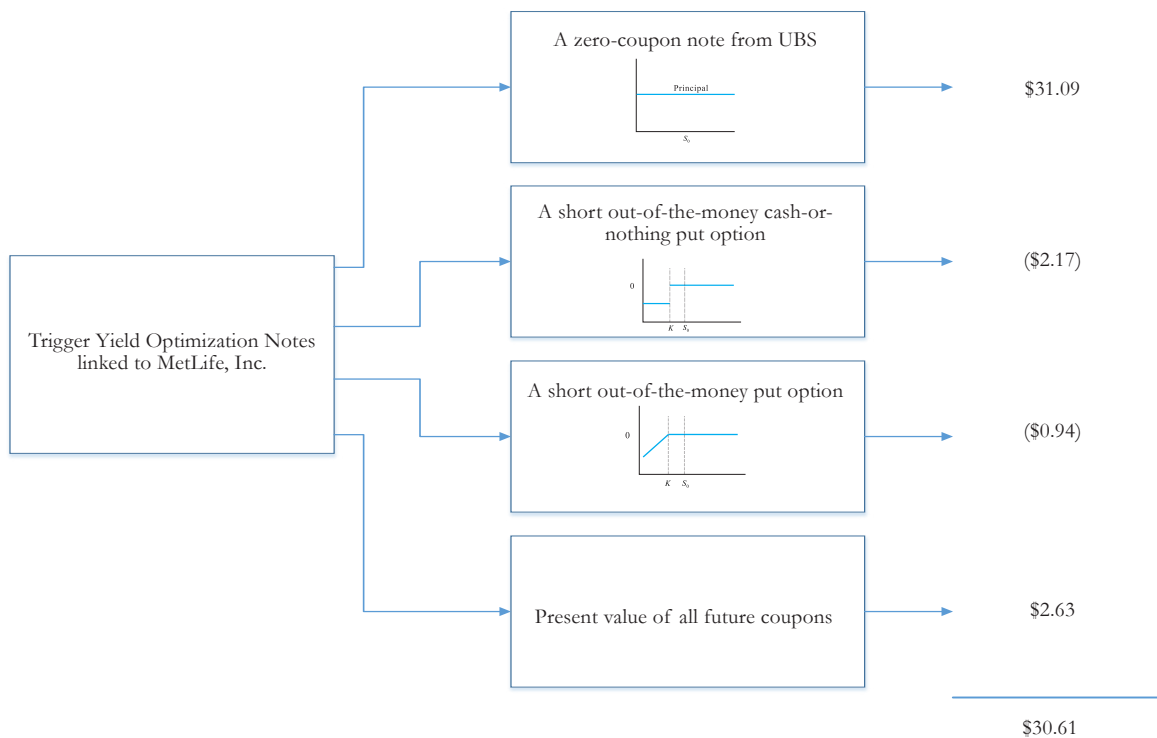 A zero-coupon note from UBS
Principal
S₀
$31.09
A short out-of-the-money cash-or-
nothing put option
0
K S₀
($2.17)
Trigger Yield Optimization Notes
linked to MetLife, Inc.
A short out-of-the-money put option
0
K S₀
($0.94)
Present value of all future coupons
$2.63
$30.61